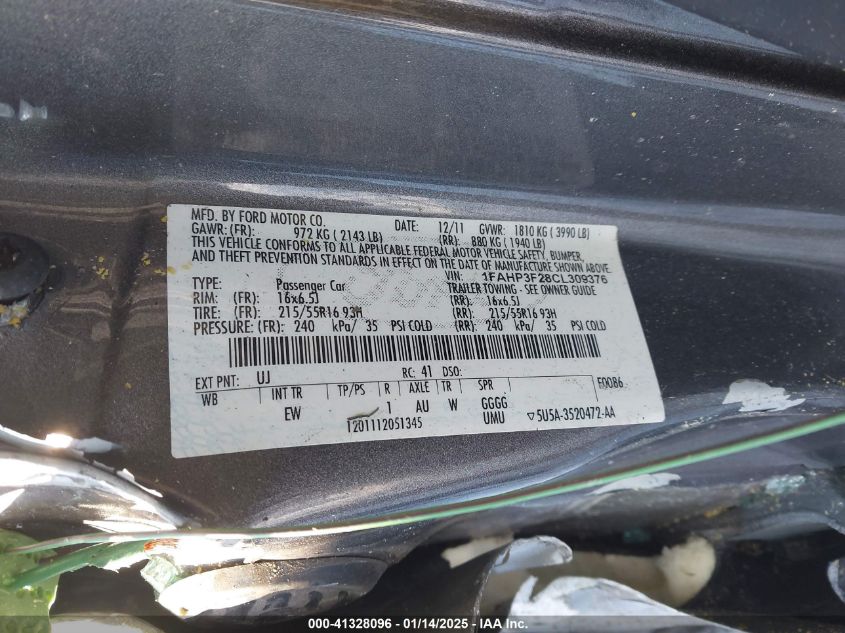 MFD. BY FORD MOTOR CO. DATE: 12/11 GVWR: 1810 KG ( 3990 LB)
GAWR: (FR): 972 KG ( 2143 LB) (RR): 880 KG ( 1940 LB)
THIS VEHICLE CONFORMS TO ALL APPLICABLE FEDERAL MOTOR VEHICLE SAFETY, BUMPER,
AND THEFT PREVENTION STANDARDS IN EFFECT ON THE DATE OF MANUFACTURE SHOWN ABOVE.
VIN: 1FAHP3F28CL309376
TYPE: Passenger Car TRAILER TOWING - SEE OWNER GUIDE
RIM: (FR): 16x6.5J (RR): 16x6.5J
TIRE: (FR): 215/55R16 93H (RR): 215/55R16 93H
PRESSURE: (FR): 240 kPa/ 35 PSI COLD (RR): 240 kPa/ 35 PSI COLD
EXT PNT: UJ RC: 41 DSO: E0086
WB INT TR TP/PS R AXLE TR SPR
EW 1 AU W GGGG
1201112051345 UMU ▽5U5A-3520472-AA
000-41328096 - 01/14/2025 - IAA Inc.